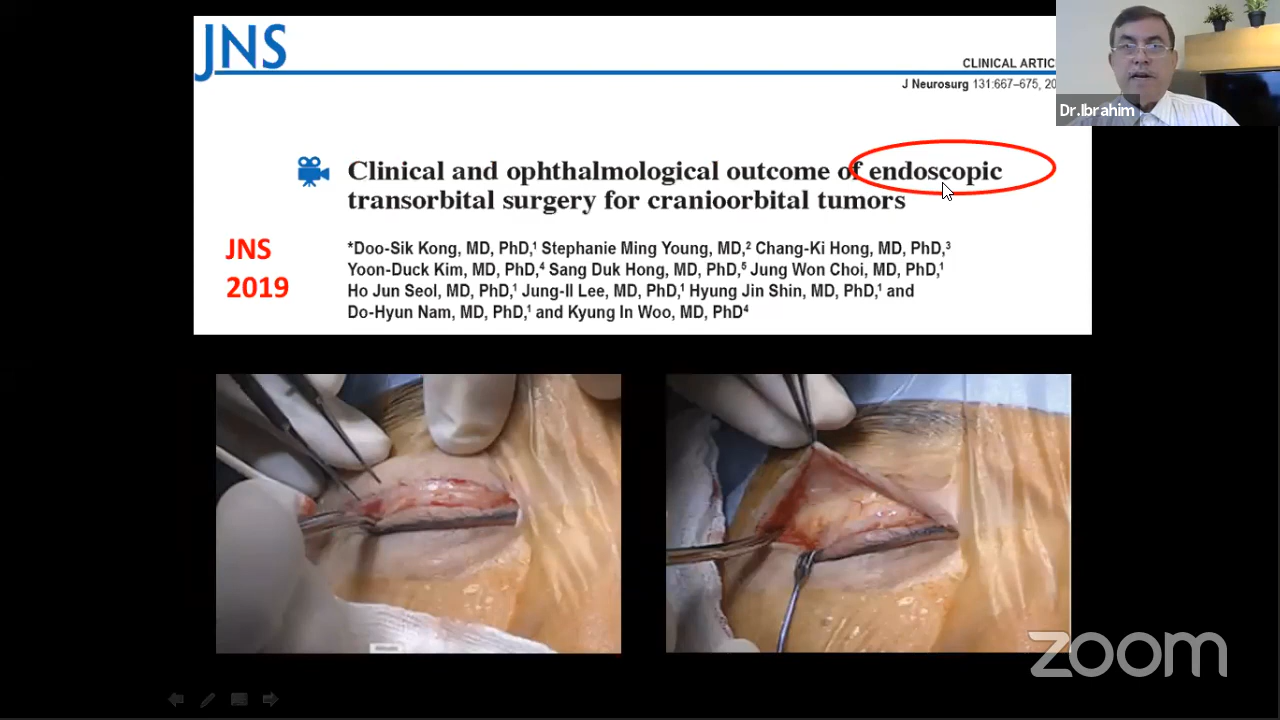 JNS
CLINICAL ARTIC
J Neurosurg 131:667–675, 20
Dr.Ibrahim
Clinical and ophthalmological outcome of endoscopic
transorbital surgery for cranioorbital tumors
JNS
2019
*Doo-Sik Kong, MD, PhD,1 Stephanie Ming Young, MD,2 Chang-Ki Hong, MD, PhD,3
Yoon-Duck Kim, MD, PhD,4 Sang Duk Hong, MD, PhD,5 Jung Won Choi, MD, PhD,1
Ho Jun Seol, MD, PhD,1 Jung-Il Lee, MD, PhD,1 Hyung Jin Shin, MD, PhD,1 and
Do-Hyun Nam, MD, PhD,1 and Kyung In Woo, MD, PhD4
zoom